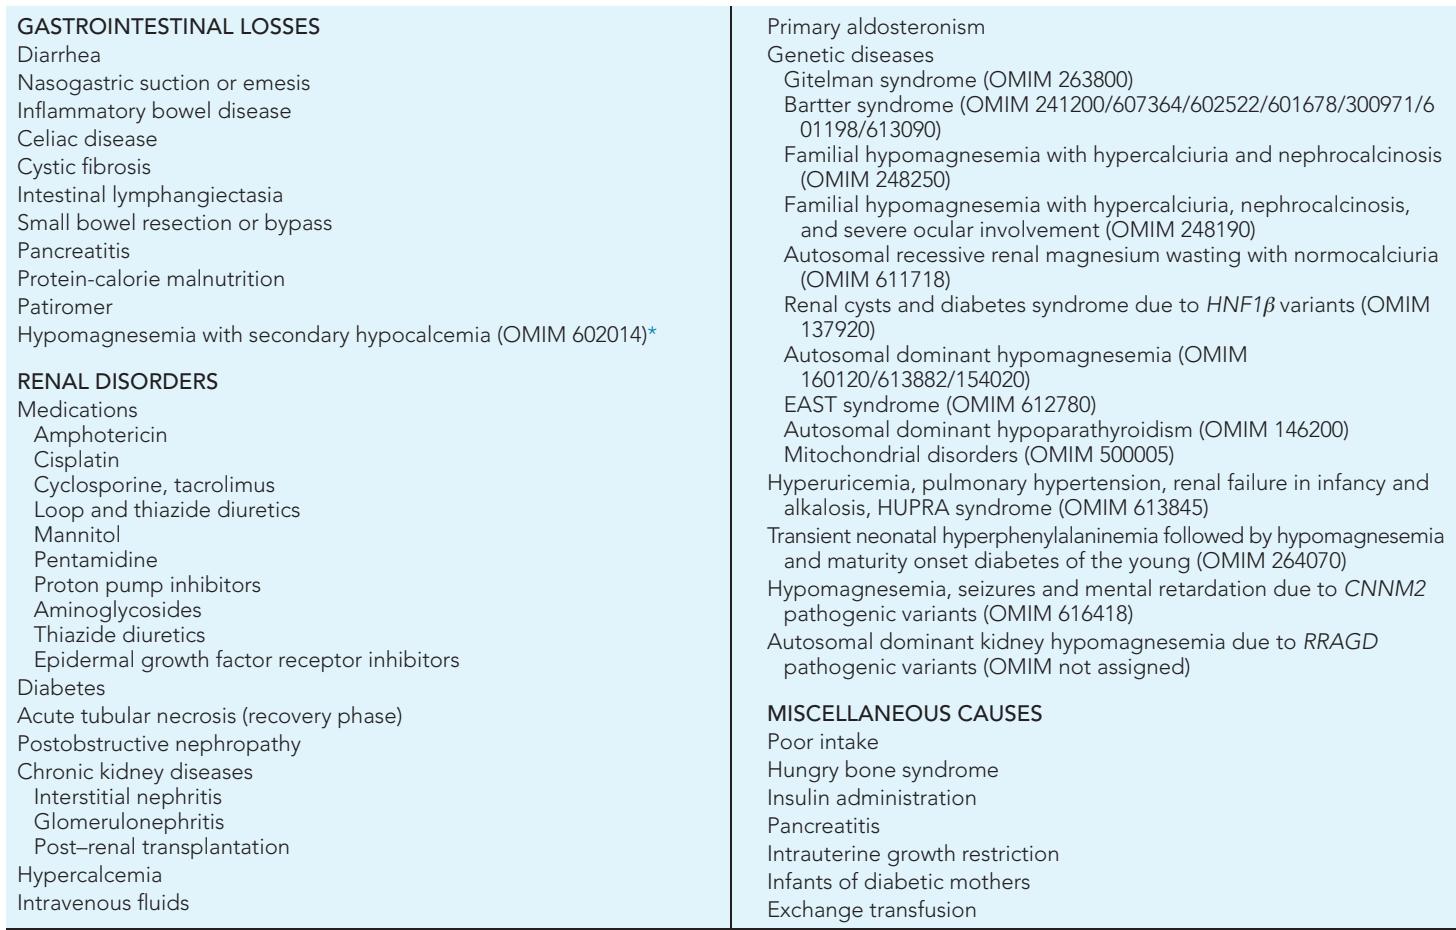 GASTROINTESTINAL LOSSES
Diarrhea
Nasogastric suction or emesis
Inflammatory bowel disease
Celiac disease
Cystic fibrosis
Intestinal lymphangiectasia
Small bowel resection or bypass
Pancreatitis
Protein-calorie malnutrition
Patiromer
Hypomagnesemia with secondary hypocalcemia (OMIM 602014)*
RENAL DISORDERS
Medications
Amphotericin
Cisplatin
Cyclosporine, tacrolimus
Loop and thiazide diuretics
Mannitol
Pentamidine
Proton pump inhibitors
Aminoglycosides
Thiazide diuretics
Epidermal growth factor receptor inhibitors
Diabetes
Acute tubular necrosis (recovery phase)
Postobstructive nephropathy
Chronic kidney diseases
Interstitial nephritis
Glomerulonephritis
Post–renal transplantation
Hypercalcemia
Intravenous fluids
Primary aldosteronism
Genetic diseases
Gitelman syndrome (OMIM 263800)
Bartter syndrome (OMIM 241200/607364/602522/601678/300971/6
01198/613090)
Familial hypomagnesemia with hypercalciuria and nephrocalcinosis
(OMIM 248250)
Familial hypomagnesemia with hypercalciuria, nephrocalcinosis,
and severe ocular involvement (OMIM 248190)
Autosomal recessive renal magnesium wasting with normocalciuria
(OMIM 611718)
Renal cysts and diabetes syndrome due to HNF1β variants (OMIM
137920)
Autosomal dominant hypomagnesemia (OMIM
160120/613882/154020)
EAST syndrome (OMIM 612780)
Autosomal dominant hypoparathyroidism (OMIM 146200)
Mitochondrial disorders (OMIM 500005)
Hyperuricemia, pulmonary hypertension, renal failure in infancy and
alkalosis, HUPRA syndrome (OMIM 613845)
Transient neonatal hyperphenylalaninemia followed by hypomagnesemia
and maturity onset diabetes of the young (OMIM 264070)
Hypomagnesemia, seizures and mental retardation due to CNNM2
pathogenic variants (OMIM 616418)
Autosomal dominant kidney hypomagnesemia due to RRAGD
pathogenic variants (OMIM not assigned)
MISCELLANEOUS CAUSES
Poor intake
Hungry bone syndrome
Insulin administration
Pancreatitis
Intrauterine growth restriction
Infants of diabetic mothers
Exchange transfusion